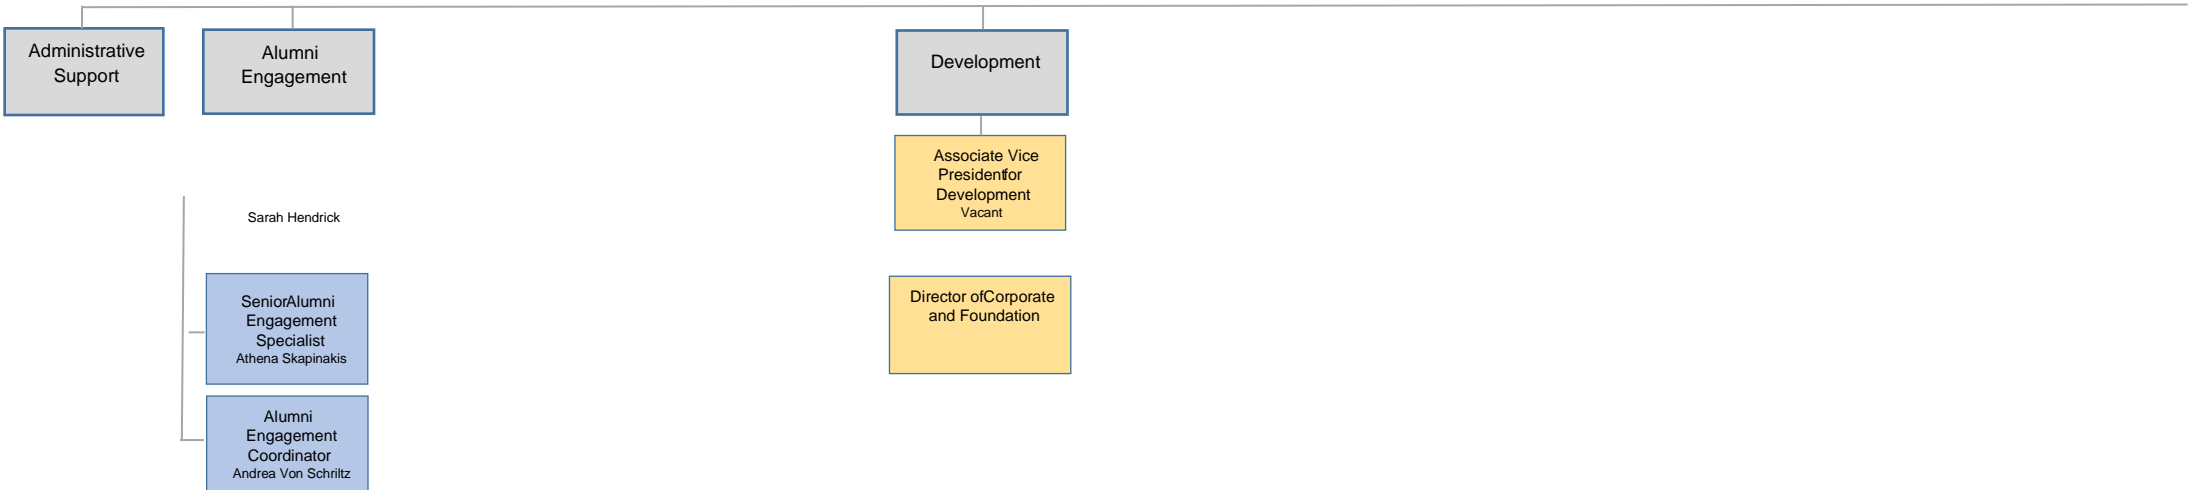 Administrative
Support
Alumni
Engagement
Development
Associate Vice
Presidentfor
Development
Vacant
Sarah Hendrick
SeniorAlumni
Engagement
Specialist
Athena Skapinakis
Director ofCorporate
and Foundation
Alumni
Engagement
Coordinator
Andrea Von Schriltz